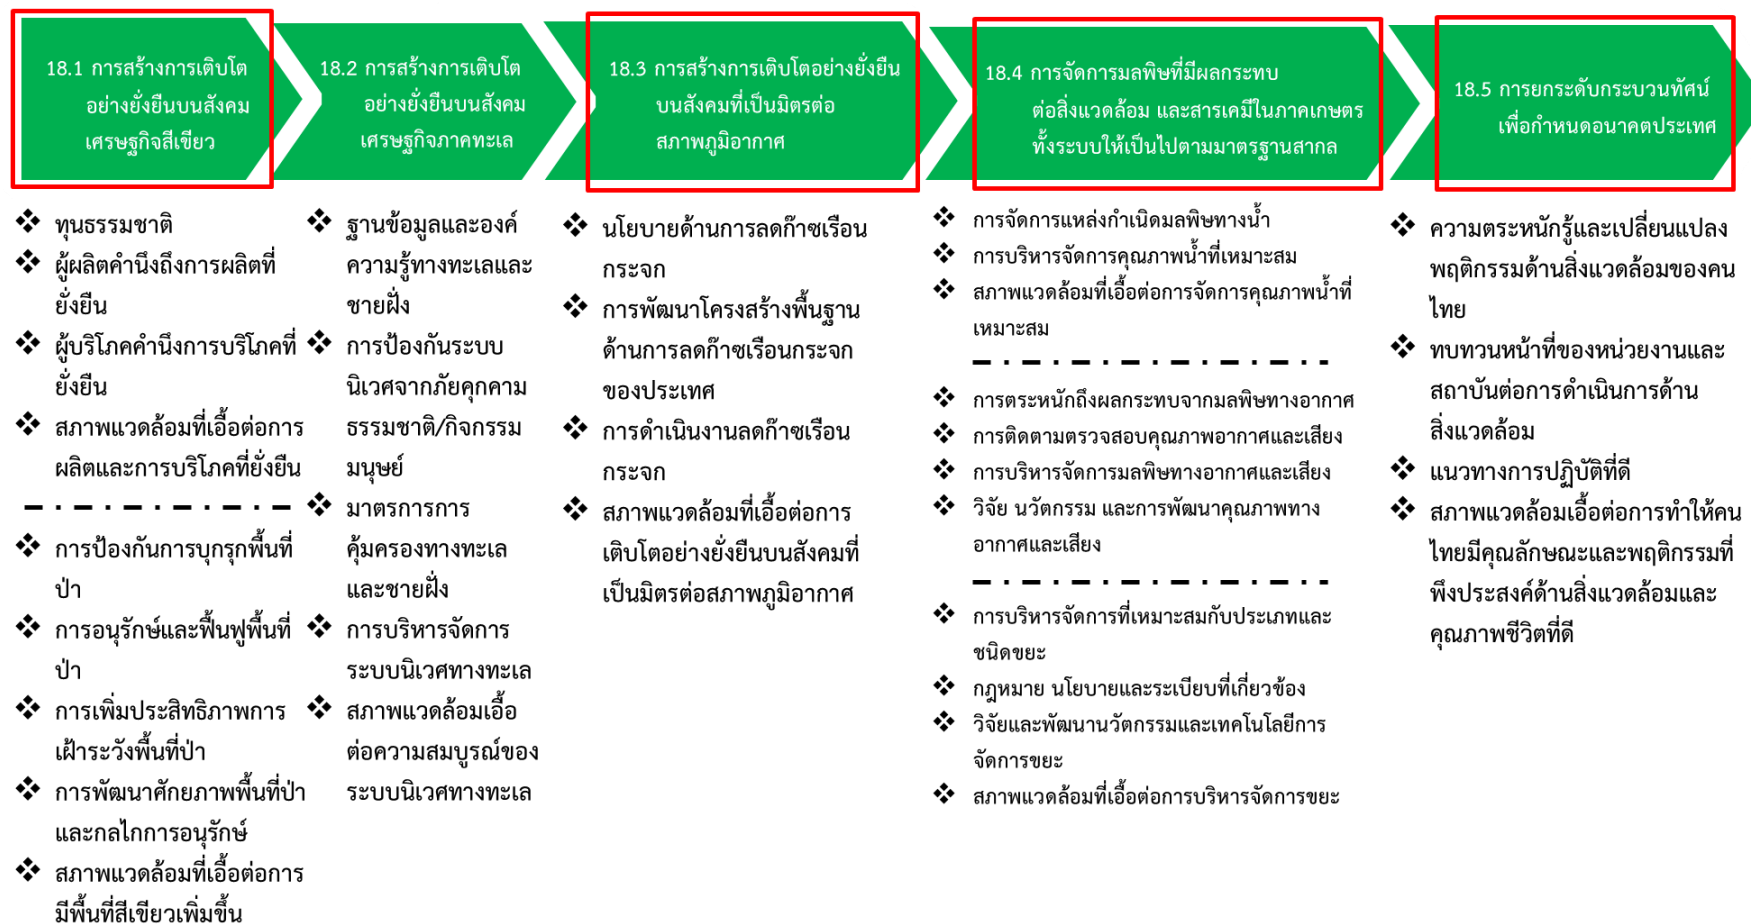 18.1 การสร้างการเติบโต
อย่างยั่งยืนบนสังคม
เศรษฐกิจสีเขียว
18.2 การสร้างการเติบโต
อย่างยั่งยืนบนสังคม
เศรษฐกิจภาคทะเล
18.3 การสร้างการเติบโตอย่างยั่งยืน
บนสังคมที่เป็นมิตรต่อ
สภาพภูมิอากาศ
18.4 การจัดการมลพิษที่มีผลกระทบ
ต่อสิ่งแวดล้อม และสารเคมีในภาคเกษตร
ทั้งระบบให้เป็นไปตามมาตรฐานสากล
18.5 การยกระดับกระบวนทัศน์
เพื่อกำหนดอนาคตประเทศ
❖ ทุนธรรมชาติ
❖ ผู้ผลิตคำนึงถึงการผลิตที่
ยั่งยืน
❖ ผู้บริโภคคำนึงการบริโภคที่
ยั่งยืน
❖ สภาพแวดล้อมที่เอื้อต่อการ
ผลิตและการบริโภคที่ยั่งยืน
❖ การป้องกันการบุกรุกพื้นที่
ป่า
❖ การอนุรักษ์และฟื้นฟูพื้นที่
ป่า
❖ การเพิ่มประสิทธิภาพการ
เฝ้าระวังพื้นที่ป่า
❖ การพัฒนาศักยภาพพื้นที่ป่า
และกลไกการอนุรักษ์
❖ สภาพแวดล้อมที่เอื้อต่อการ
มีพื้นที่สีเขียวเพิ่มขึ้น
❖ ฐานข้อมูลและองค์
ความรู้ทางทะเลและ
ชายฝั่ง
❖ การป้องกันระบบ
นิเวศจากภัยคุกคาม
ธรรมชาติ/กิจกรรม
มนุษย์
❖ มาตรการการ
คุ้มครองทางทะเล
และชายฝั่ง
❖ การบริหารจัดการ
ระบบนิเวศทางทะเล
❖ สภาพแวดล้อมเอื้อ
ต่อความสมบูรณ์ของ
ระบบนิเวศทางทะเล
❖ นโยบายด้านการลดก๊าซเรือน
กระจก
❖ การพัฒนาโครงสร้างพื้นฐาน
ด้านการลดก๊าซเรือนกระจก
ของประเทศ
❖ การดำเนินงานลดก๊าซเรือน
กระจก
❖ สภาพแวดล้อมที่เอื้อต่อการ
เติบโตอย่างยั่งยืนบนสังคมที่
เป็นมิตรต่อสภาพภูมิอากาศ
❖ การจัดการแหล่งกำเนิดมลพิษทางน้ำ
❖ การบริหารจัดการคุณภาพน้ำที่เหมาะสม
❖ สภาพแวดล้อมที่เอื้อต่อการจัดการคุณภาพน้ำที่
เหมาะสม
❖ การตระหนักถึงผลกระทบจากมลพิษทางอากาศ
❖ การติดตามตรวจสอบคุณภาพอากาศและเสียง
❖ การบริหารจัดการมลพิษทางอากาศและเสียง
❖ วิจัย นวัตกรรม และการพัฒนาคุณภาพทาง
อากาศและเสียง
❖ การบริหารจัดการที่เหมาะสมกับประเภทและ
ชนิดขยะ
❖ กฎหมาย นโยบายและระเบียบที่เกี่ยวข้อง
❖ วิจัยและพัฒนานวัตกรรมและเทคโนโลยีการ
จัดการขยะ
❖ สภาพแวดล้อมที่เอื้อต่อการบริหารจัดการขยะ
❖ ความตระหนักรู้และเปลี่ยนแปลง
พฤติกรรมด้านสิ่งแวดล้อมของคน
ไทย
❖ ทบทวนหน้าที่ของหน่วยงานและ
สถาบันต่อการดำเนินการด้าน
สิ่งแวดล้อม
❖ แนวทางการปฏิบัติที่ดี
❖ สภาพแวดล้อมเอื้อต่อการทำให้คน
ไทยมีคุณลักษณะและพฤติกรรมที่
พึงประสงค์ด้านสิ่งแวดล้อมและ
คุณภาพชีวิตที่ดี